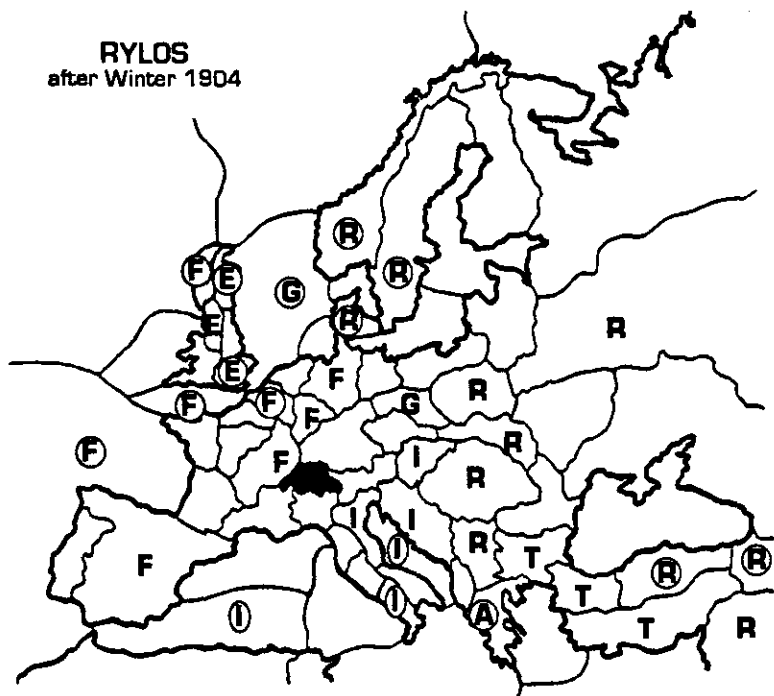 RYLOS
after Winter 1904
R
F E R
G
R
E R
F
E F R
F G
F F
R
F I
F R
I I
I R
F T
R R
T
I I A
T R